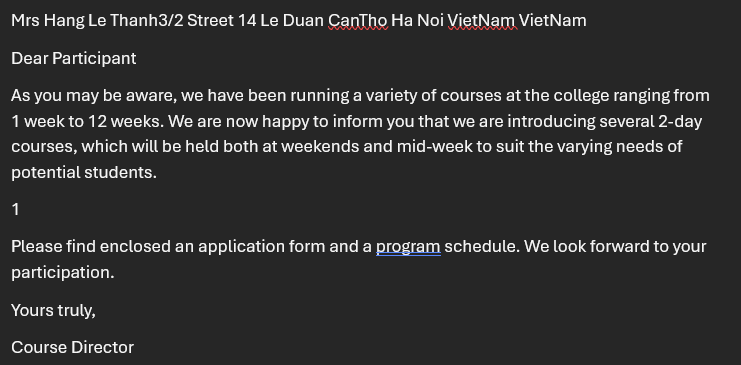 Mrs Hang Le Thanh3/2 Street 14 Le Duan CanTho Ha Noi VietNam VietNam
Dear Participant
As you may be aware, we have been running a variety of courses at the college ranging from
1 week to 12 weeks. We are now happy to inform you that we are introducing several 2-day
courses, which will be held both at weekends and mid-week to suit the varying needs of
potential students.
1
Please find enclosed an application form and a program schedule. We look forward to your
participation.
Yours truly,
Course Director